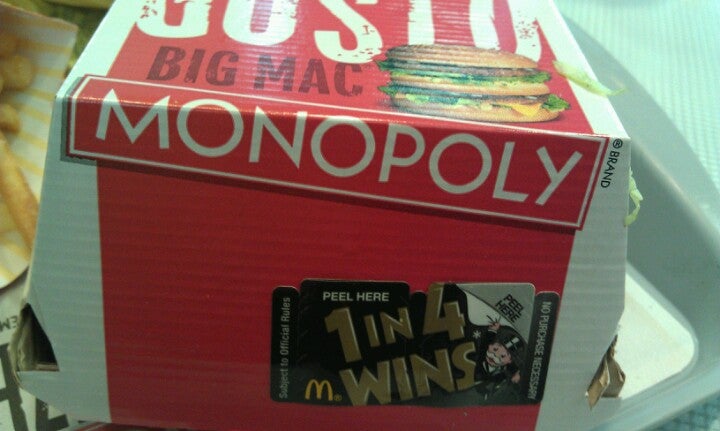 GUSTO
BIG MAC
MONOPOLY
® BRAND
Subject to Official Rules
PEEL HERE
1 IN 4
WINS
M®
PEEL
HERE
NO PURCHASE NECESSARY